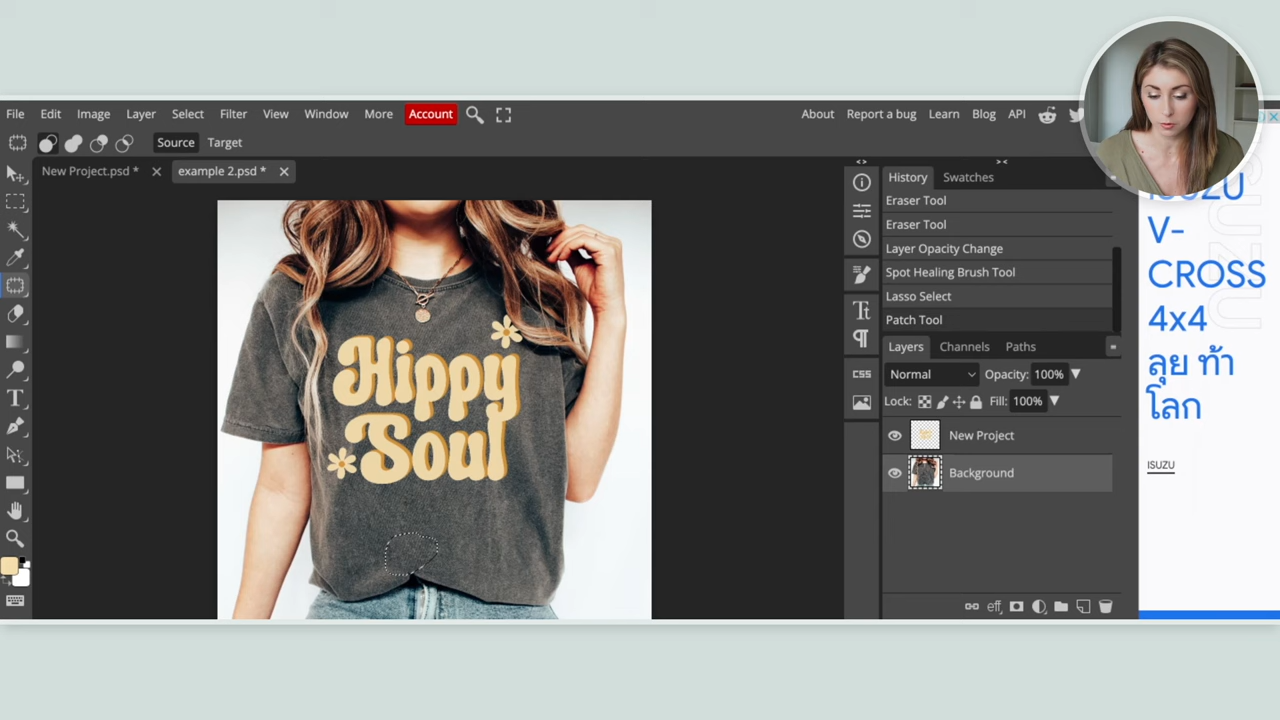 File Edit Image Layer Select Filter View Window More Account
About Report a bug Learn Blog API
Source Target
New Project.psd *
example 2.psd *
History Swatches
Eraser Tool
Eraser Tool
Layer Opacity Change
Spot Healing Brush Tool
Lasso Select
Patch Tool
Layers Channels Paths
Normal Opacity: 100%
Lock: Fill: 100%
New Project
Background
CSS
eff
Hippy
Soul
ISUZU
V-
CROSS
4x4
ลุย ท้า
โลก
ISUZU